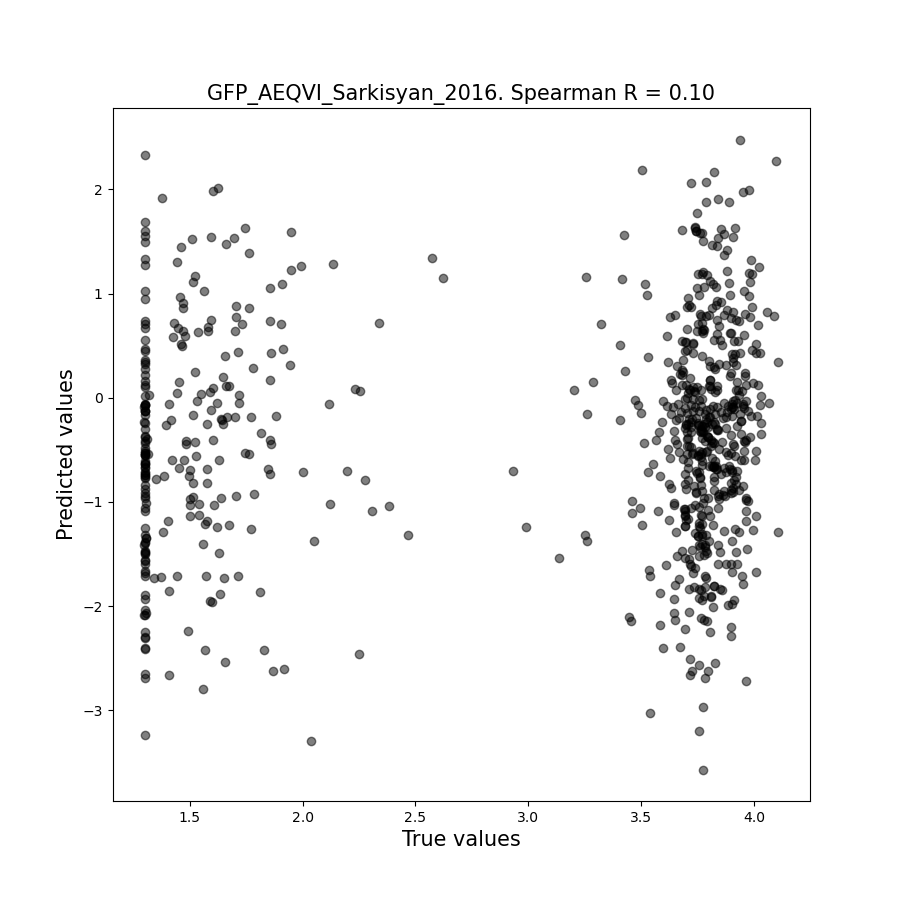 GFP_AEQVI_Sarkisyan_2016. Spearman R = 0.10
2
1
0
−1
−2
−3
Predicted values
1.5 2.0 2.5 3.0 3.5 4.0
True values